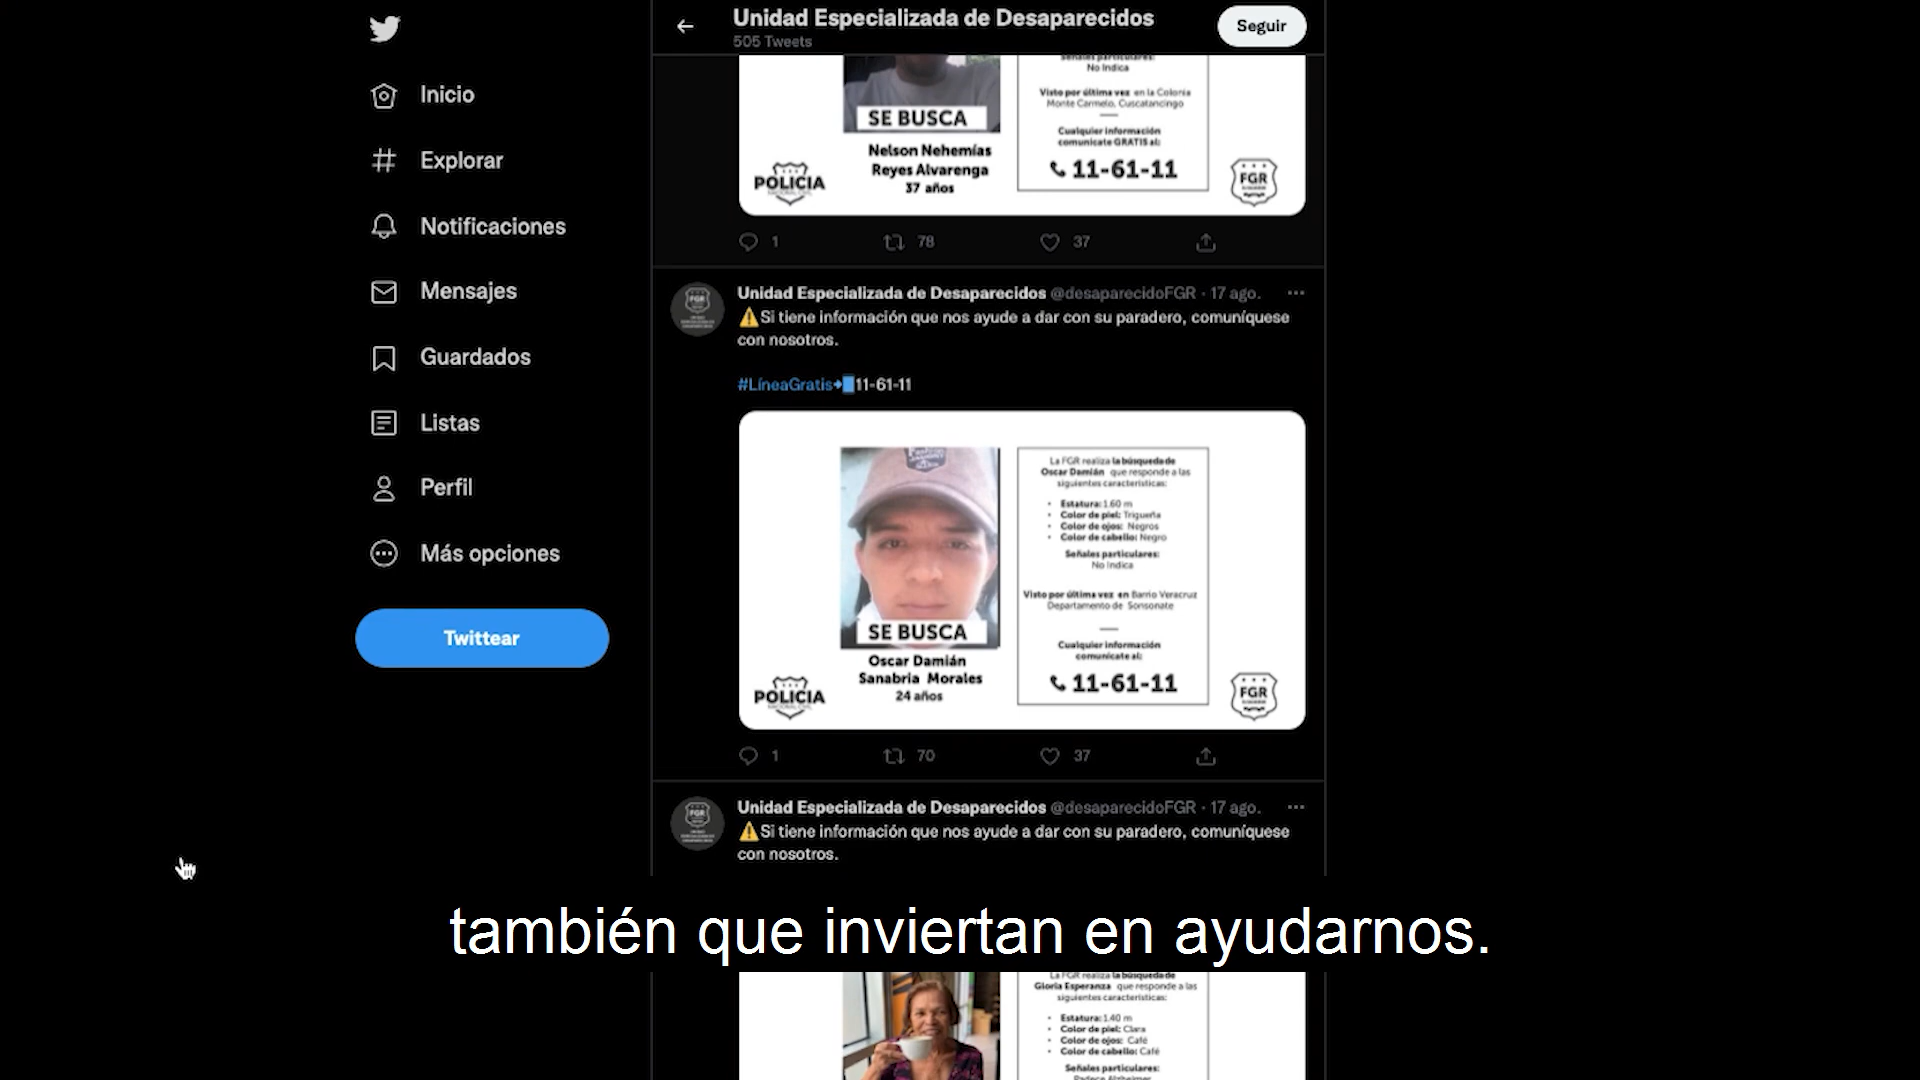 Unidad Especializada de Desaparecidos
505 Tweets
Seguir
Inicio
Explorar
Notificaciones
Mensajes
Guardados
Listas
Perfil
Más opciones
Twittear
Señales particulares:
No Indica
Visto por última vez en la Colonia
Monte Carmelo, Cuscatancingo
Cualquier información
comunícate GRATIS al:
11-61-11
SE BUSCA
Nelson Nehemías
Reyes Alvarenga
37 años
POLICIA
NACIONAL CIVIL
FGR
1 78 37
Unidad Especializada de Desaparecidos @desaparecidoFGR · 17 ago.
Si tiene información que nos ayude a dar con su paradero, comuníquese
con nosotros.
#LíneaGratis 11-61-11
SE BUSCA
Oscar Damián
Sanabria Morales
24 años
POLICIA
NACIONAL CIVIL
La FGR realiza la búsqueda de
Oscar Damián que responde a las
siguientes características:
• Estatura: 1.60 m
• Color de piel: Trigueña
• Color de ojos: Negros
• Color de cabello: Negro
Señales particulares:
No Indica
Visto por última vez en Barrio Veracruz
Departamento de Sonsonate
Cualquier información
comunicate al:
11-61-11
FGR
1 70 37
Unidad Especializada de Desaparecidos @desaparecidoFGR · 17 ago.
Si tiene información que nos ayude a dar con su paradero, comuníquese
con nosotros.
también que inviertan en ayudarnos.
La FGR realiza la búsqueda de
Gloria Esperanza que responde a las
siguientes características:
• Estatura: 1.40 m
• Color de piel: Clara
• Color de ojos: Café
• Color de cabello: Café
Señales particulares:
Padece Alzheimer